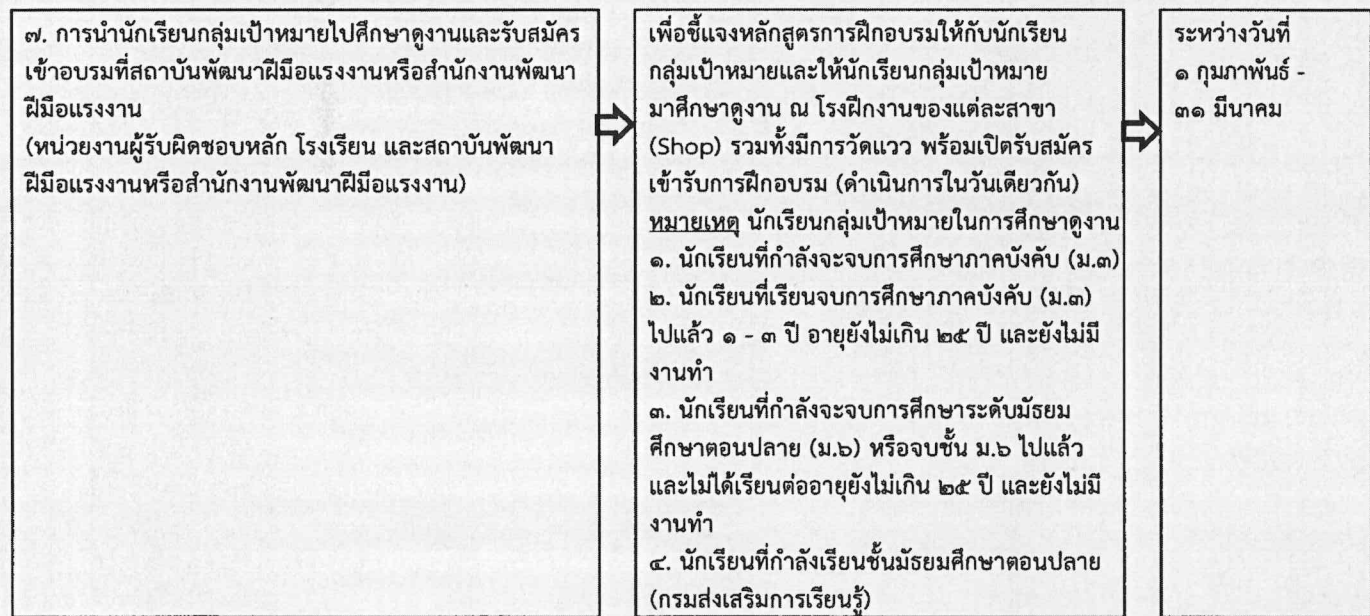 ๗. การนำนักเรียนกลุ่มเป้าหมายไปศึกษาดูงานและรับสมัคร
เข้าอบรมที่สถาบันพัฒนาฝีมือแรงงานหรือสำนักงานพัฒนา
ฝีมือแรงงาน
(หน่วยงานผู้รับผิดชอบหลัก โรงเรียน และสถาบันพัฒนา
ฝีมือแรงงานหรือสำนักงานพัฒนาฝีมือแรงงาน)
เพื่อชี้แจงหลักสูตรการฝึกอบรมให้กับนักเรียน
กลุ่มเป้าหมายและให้นักเรียนกลุ่มเป้าหมาย
มาศึกษาดูงาน ณ โรงฝึกงานของแต่ละสาขา
(Shop) รวมทั้งมีการวัดแวว พร้อมเปิดรับสมัคร
เข้ารับการฝึกอบรม (ดำเนินการในวันเดียวกัน)
หมายเหตุ นักเรียนกลุ่มเป้าหมายในการศึกษาดูงาน
๑. นักเรียนที่กำลังจะจบการศึกษาภาคบังคับ (ม.๓)
๒. นักเรียนที่เรียนจบการศึกษาภาคบังคับ (ม.๓)
ไปแล้ว ๑ - ๓ ปี อายุยังไม่เกิน ๒๕ ปี และยังไม่มี
งานทำ
๓. นักเรียนที่กำลังจะจบการศึกษาระดับมัธยม
ศึกษาตอนปลาย (ม.๖) หรือจบชั้น ม.๖ ไปแล้ว
และไม่ได้เรียนต่ออายุยังไม่เกิน ๒๕ ปี และยังไม่มี
งานทำ
๔. นักเรียนที่กำลังเรียนชั้นมัธยมศึกษาตอนปลาย
(กรมส่งเสริมการเรียนรู้)
ระหว่างวันที่
๑ กุมภาพันธ์ -
๓๑ มีนาคม